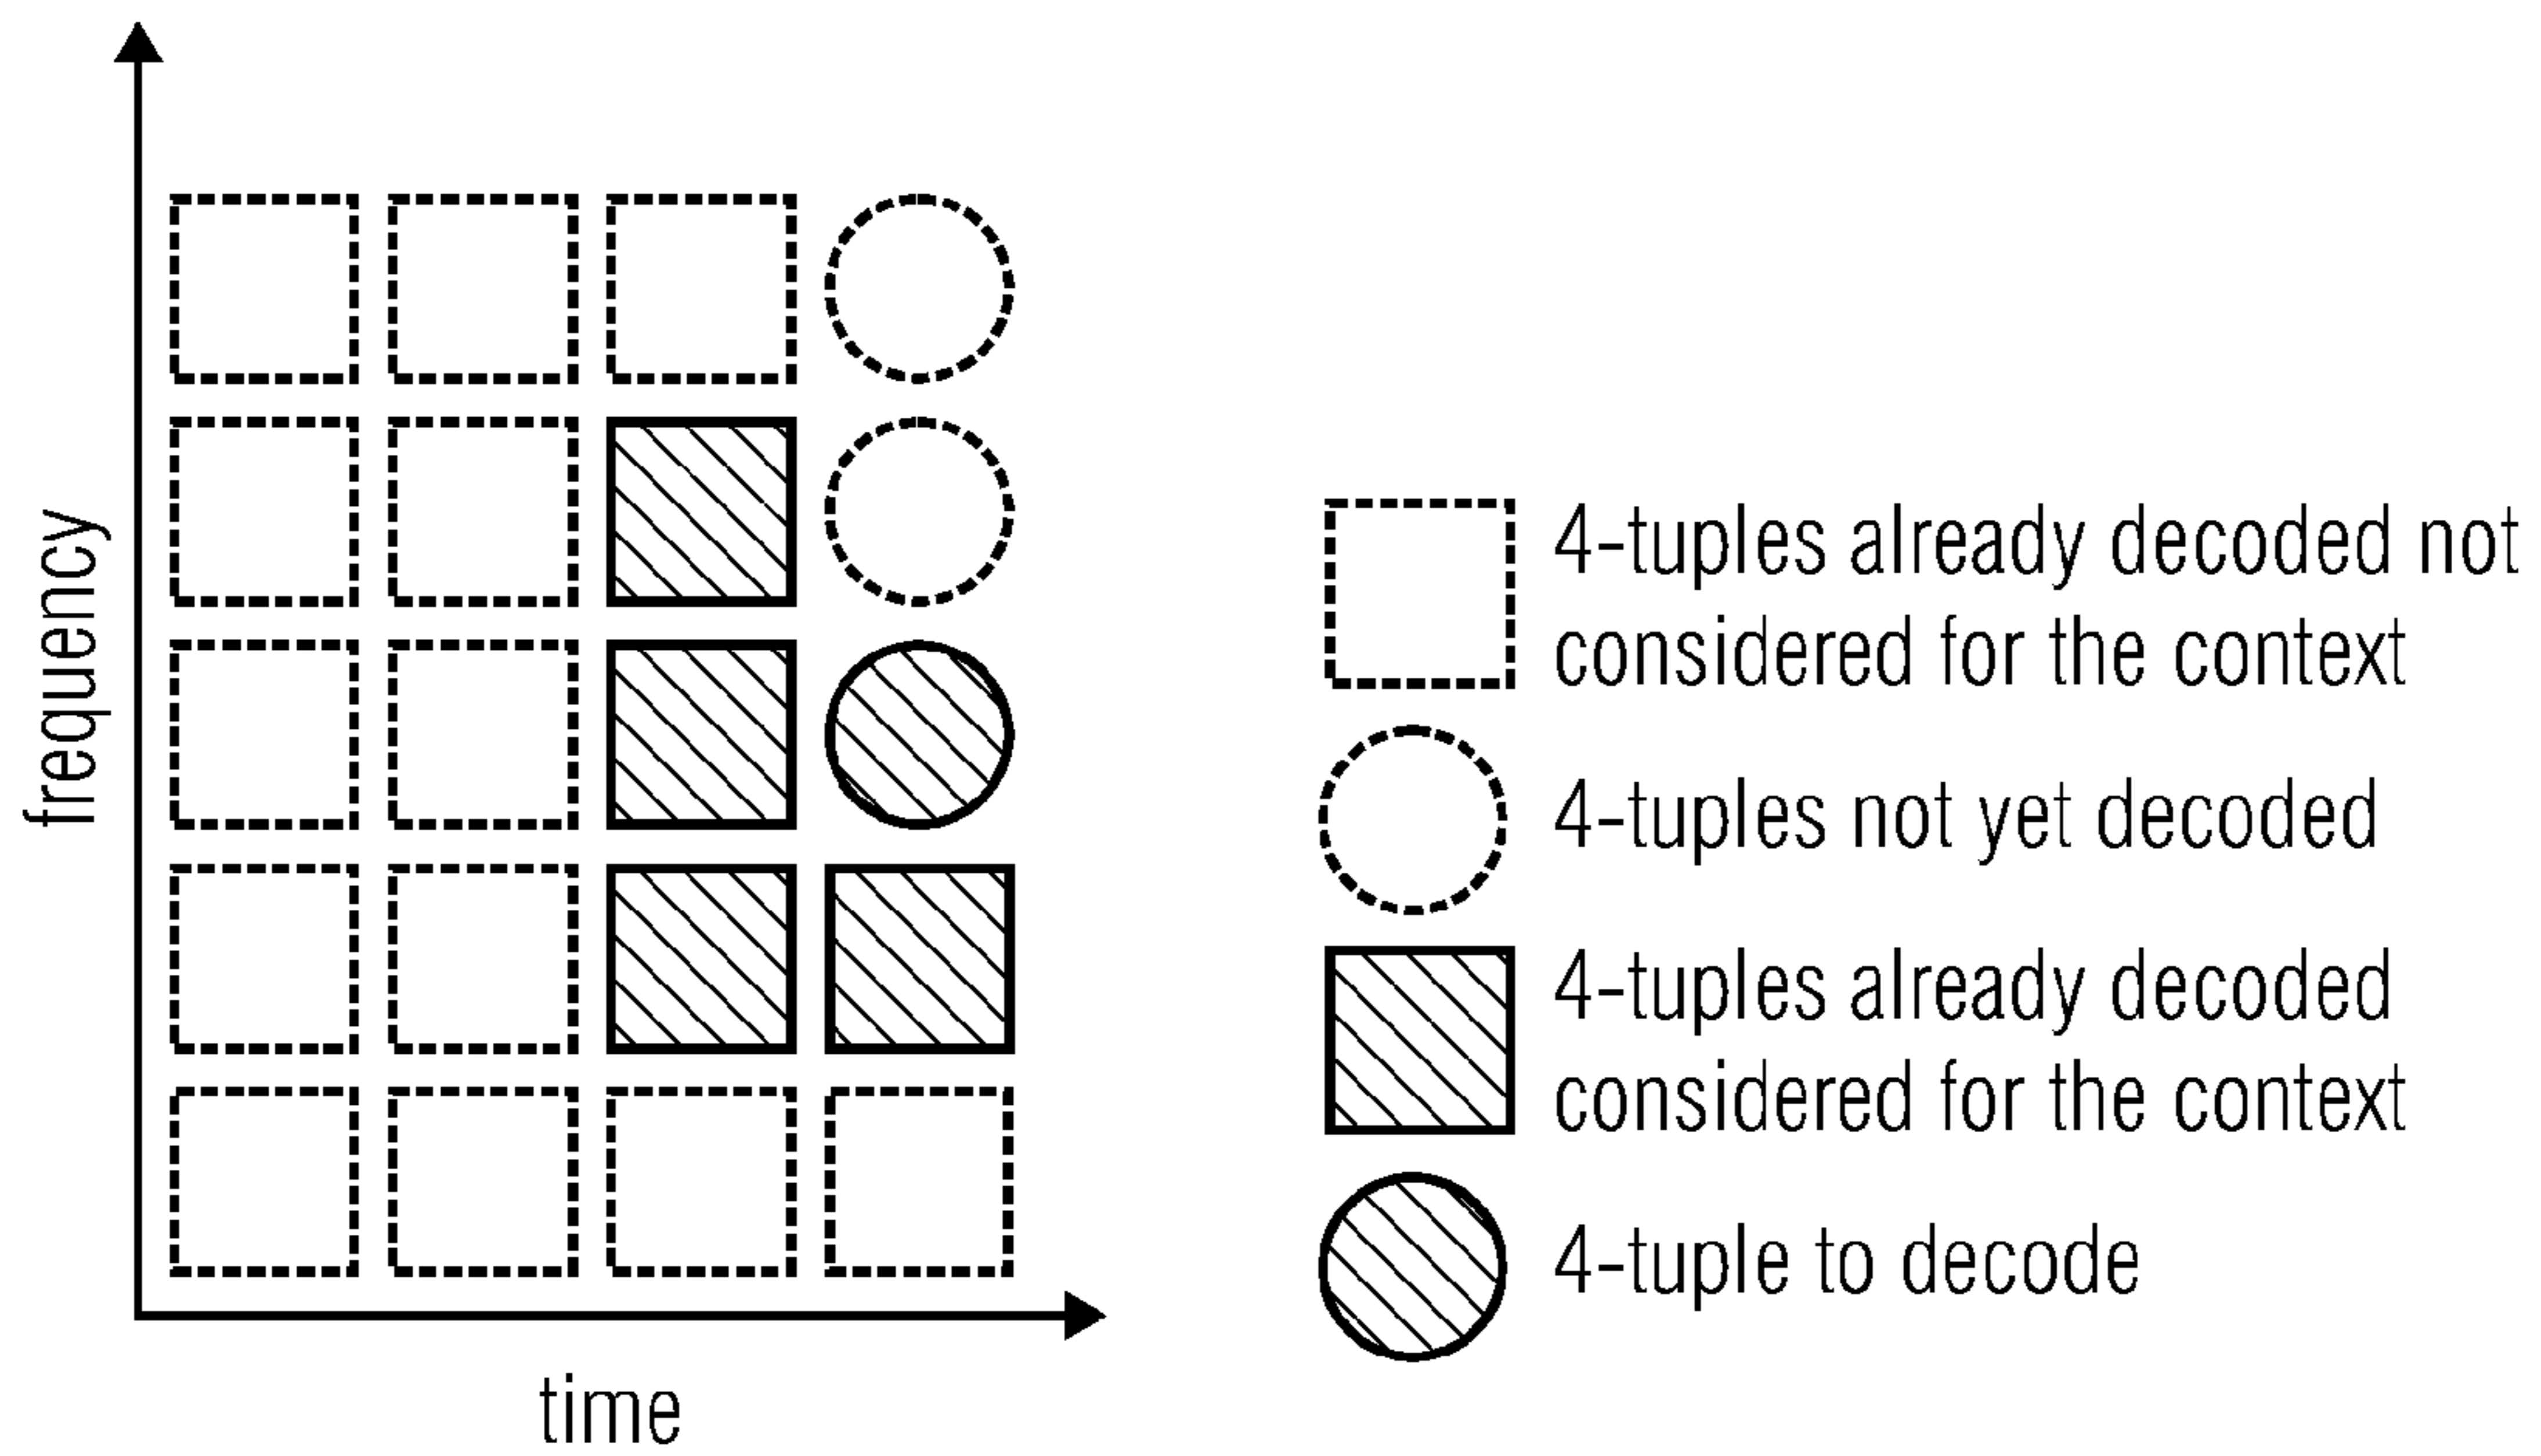 frequency
time
4-tuples already decoded not
considered for the context
4-tuples not yet decoded
4-tuples already decoded
considered for the context
4-tuple to decode